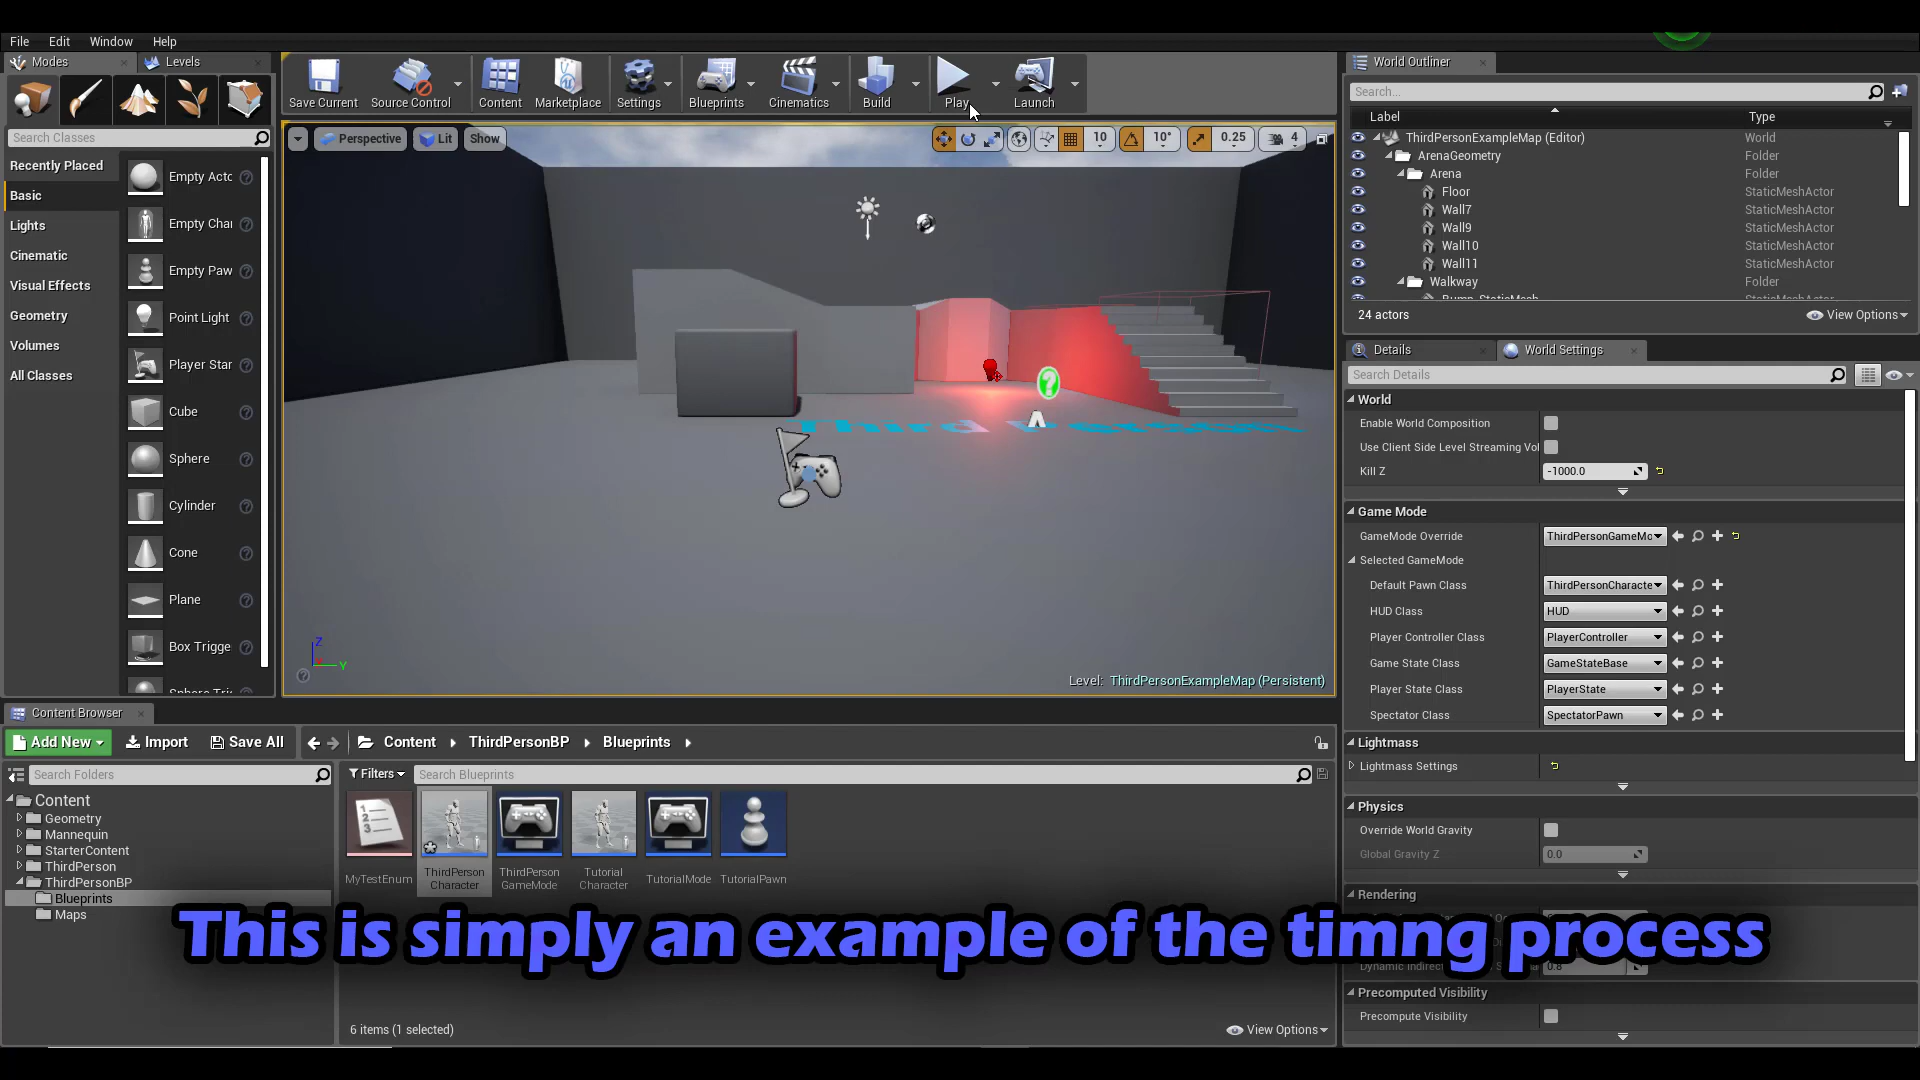 File Edit Window Help
Modes
Levels
Save Current
Source Control
Content
Marketplace
Settings
Blueprints
Cinematics
Build
Play
Launch
Search Classes
Recently Placed
Basic
Lights
Cinematic
Visual Effects
Geometry
Volumes
All Classes
Empty Acto
Empty Char
Empty Paw
Point Light
Player Star
Cube
Sphere
Cylinder
Cone
Plane
Box Trigge
Sphere Tri
Perspective
Lit
Show
10
10°
0.25
4
Third Person
Z
Y
Level: ThirdPersonExampleMap (Persistent)
World Outliner
Search...
Label Type
ThirdPersonExampleMap (Editor) World
ArenaGeometry Folder
Arena Folder
Floor StaticMeshActor
Wall7 StaticMeshActor
Wall9 StaticMeshActor
Wall10 StaticMeshActor
Wall11 StaticMeshActor
Walkway Folder
Bump_StaticMesh
24 actors
View Options
Details
World Settings
Search Details
World
Enable World Composition
Use Client Side Level Streaming Vol
Kill Z -1000.0
Game Mode
GameMode Override ThirdPersonGameMo
Selected GameMode
Default Pawn Class ThirdPersonCharacte
HUD Class HUD
Player Controller Class PlayerController
Game State Class GameStateBase
Player State Class PlayerState
Spectator Class SpectatorPawn
Lightmass
Lightmass Settings
Physics
Override World Gravity
Global Gravity Z 0.0
Rendering
Dynamic Indirec 0.8
Precomputed Visibility
Precompute Visibility
Content Browser
Add New
Import
Save All
Content
ThirdPersonBP
Blueprints
Search Folders
Filters
Search Blueprints
Content
Geometry
Mannequin
StarterContent
ThirdPerson
ThirdPersonBP
Blueprints
Maps
MyTestEnum
ThirdPerson
Character
ThirdPerson
GameMode
Tutorial
Character
TutorialMode
TutorialPawn
This is simply an example of the timng process
6 items (1 selected)
View Options